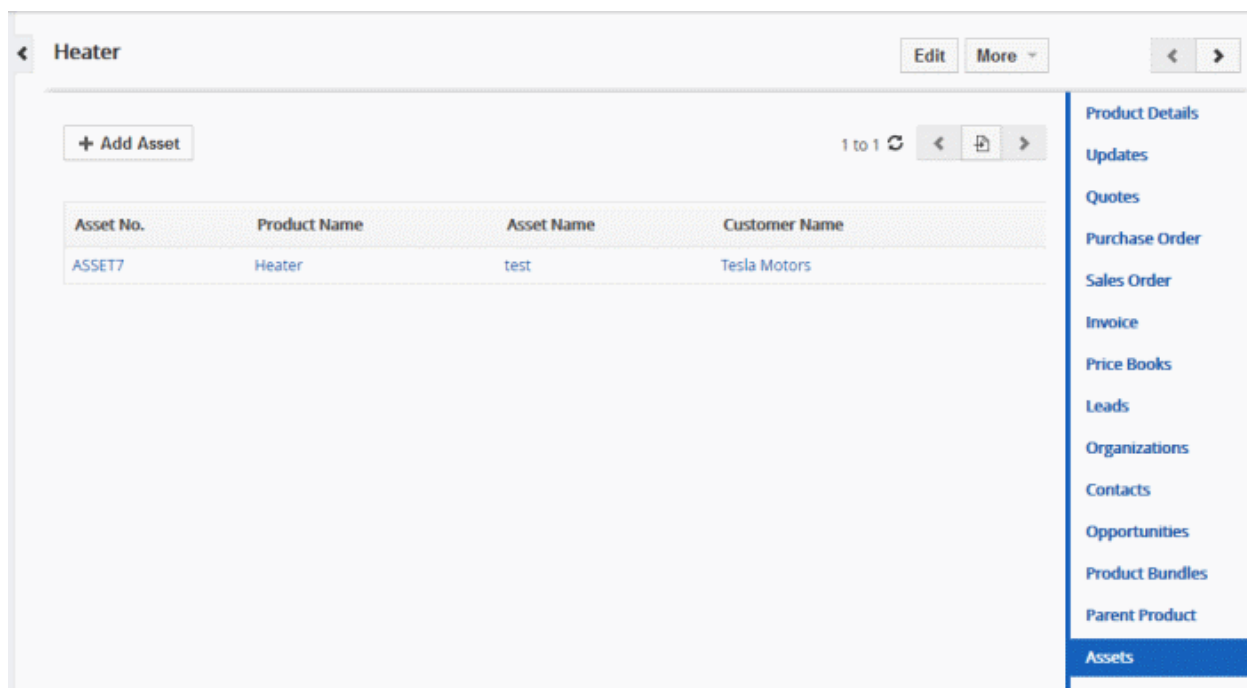 Heater
Edit
More
+ Add Asset
1 to 1
Asset No. Product Name Asset Name Customer Name
ASSET7 Heater test Tesla Motors
Product Details
Updates
Quotes
Purchase Order
Sales Order
Invoice
Price Books
Leads
Organizations
Contacts
Opportunities
Product Bundles
Parent Product
Assets